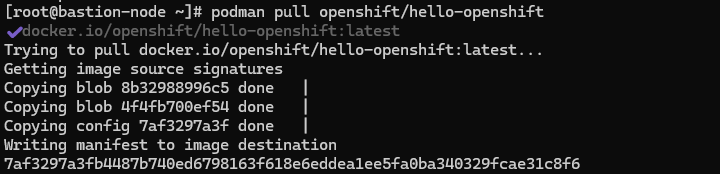 [root@bastion-node ~]# podman pull openshift/hello-openshift
✔docker.io/openshift/hello-openshift:latest
Trying to pull docker.io/openshift/hello-openshift:latest...
Getting image source signatures
Copying blob 8b32988996c5 done   |
Copying blob 4f4fb700ef54 done   |
Copying config 7af3297a3f done   |
Writing manifest to image destination
7af3297a3fb4487b740ed6798163f618e6eddea1ee5fa0ba340329fcae31c8f6